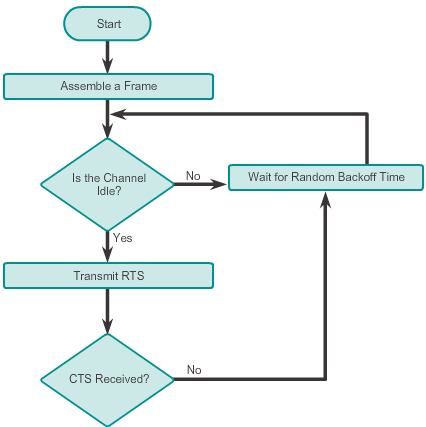 Start
Assemble a Frame
Is the Channel
Idle?
No
Wait for Random Backoff Time
Yes
Transmit RTS
CTS Received?
No